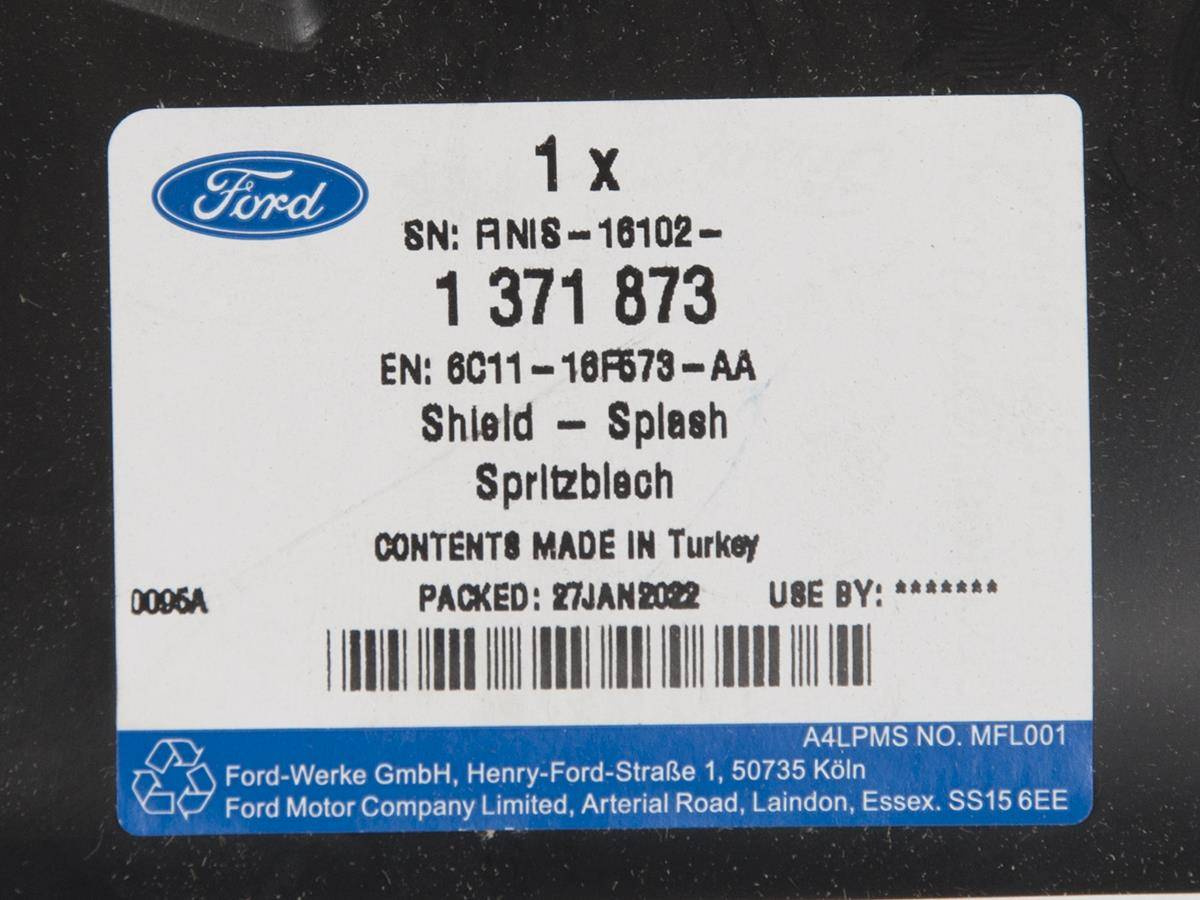 Ford
1 x
SN: FINIS-16102-
1 371 873
EN: 6C11-16F573-AA
Shield - Splash
Spritzblech
CONTENTS MADE IN Turkey
0095A PACKED: 27JAN2022 USE BY: *******
A4LPMS NO. MFL001
Ford-Werke GmbH, Henry-Ford-Straße 1, 50735 Köln
Ford Motor Company Limited, Arterial Road, Laindon, Essex. SS15 6EE